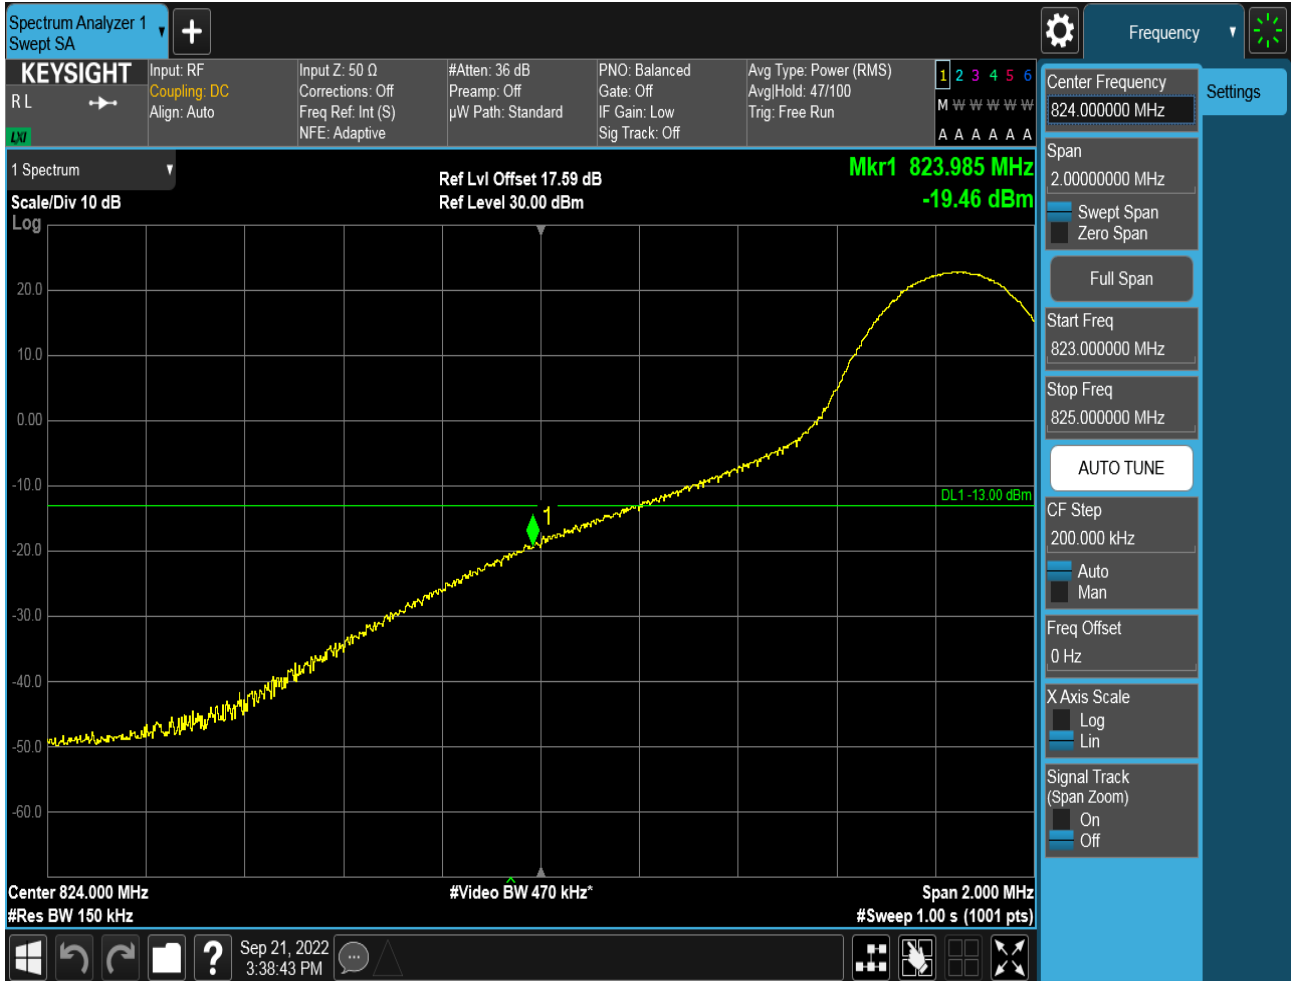 Spectrum Analyzer 1
Swept SA
Frequency
KEYSIGHT
R L
LXI
Input: RF
Coupling: DC
Align: Auto
Input Z: 50 Ω
Corrections: Off
Freq Ref: Int (S)
NFE: Adaptive
#Atten: 36 dB
Preamp: Off
µW Path: Standard
PNO: Balanced
Gate: Off
IF Gain: Low
Sig Track: Off
Avg Type: Power (RMS)
Avg|Hold: 47/100
Trig: Free Run
1 2 3 4 5 6
M W W W W W
A A A A A A
1 Spectrum
Scale/Div 10 dB
Log
Ref Lvl Offset 17.59 dB
Ref Level 30.00 dBm
Mkr1 823.985 MHz
-19.46 dBm
20.0
10.0
0.00
-10.0
-20.0
-30.0
-40.0
-50.0
-60.0
DL1 -13.00 dBm
1
Center 824.000 MHz
#Res BW 150 kHz
#Video BW 470 kHz*
Span 2.000 MHz
#Sweep 1.00 s (1001 pts)
Center Frequency
824.000000 MHz
Settings
Span
2.00000000 MHz
Swept Span
Zero Span
Full Span
Start Freq
823.000000 MHz
Stop Freq
825.000000 MHz
AUTO TUNE
CF Step
200.000 kHz
Auto
Man
Freq Offset
0 Hz
X Axis Scale
Log
Lin
Signal Track
(Span Zoom)
On
Off
?
Sep 21, 2022
3:38:43 PM